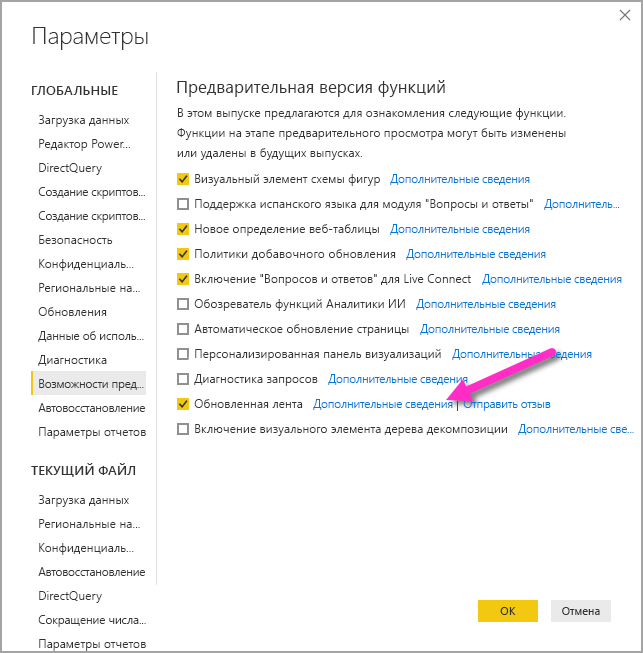 Параметры
ГЛОБАЛЬНЫЕ
Загрузка данных
Редактор Power...
DirectQuery
Создание скриптов...
Создание скриптов...
Безопасность
Конфиденциаль...
Региональные на...
Обновления
Данные об исполь...
Диагностика
Возможности пред...
Автовосстановление
Параметры отчетов
ТЕКУЩИЙ ФАЙЛ
Загрузка данных
Региональные на...
Конфиденциаль...
Автовосстановление
DirectQuery
Сокращение числа...
Параметры отчетов
Предварительная версия функций
В этом выпуске предлагаются для ознакомления следующие функции.
Функции на этапе предварительного просмотра могут быть изменены
или удалены в будущих выпусках.
Визуальный элемент схемы фигур Дополнительные сведения
Поддержка испанского языка для модуля "Вопросы и ответы" Дополнитель...
Новое определение веб-таблицы Дополнительные сведения
Политики добавочного обновления Дополнительные сведения
Включение "Вопросов и ответов" для Live Connect Дополнительные сведения
Обозреватель функций Аналитики ИИ Дополнительные сведения
Автоматическое обновление страницы Дополнительные сведения
Персонализированная панель визуализаций Дополнительные сведения
Диагностика запросов Дополнительные сведения
Обновленная лента Дополнительные сведения | Отправить отзыв
Включение визуального элемента дерева декомпозиции Дополнительные све...
ОК
Отмена